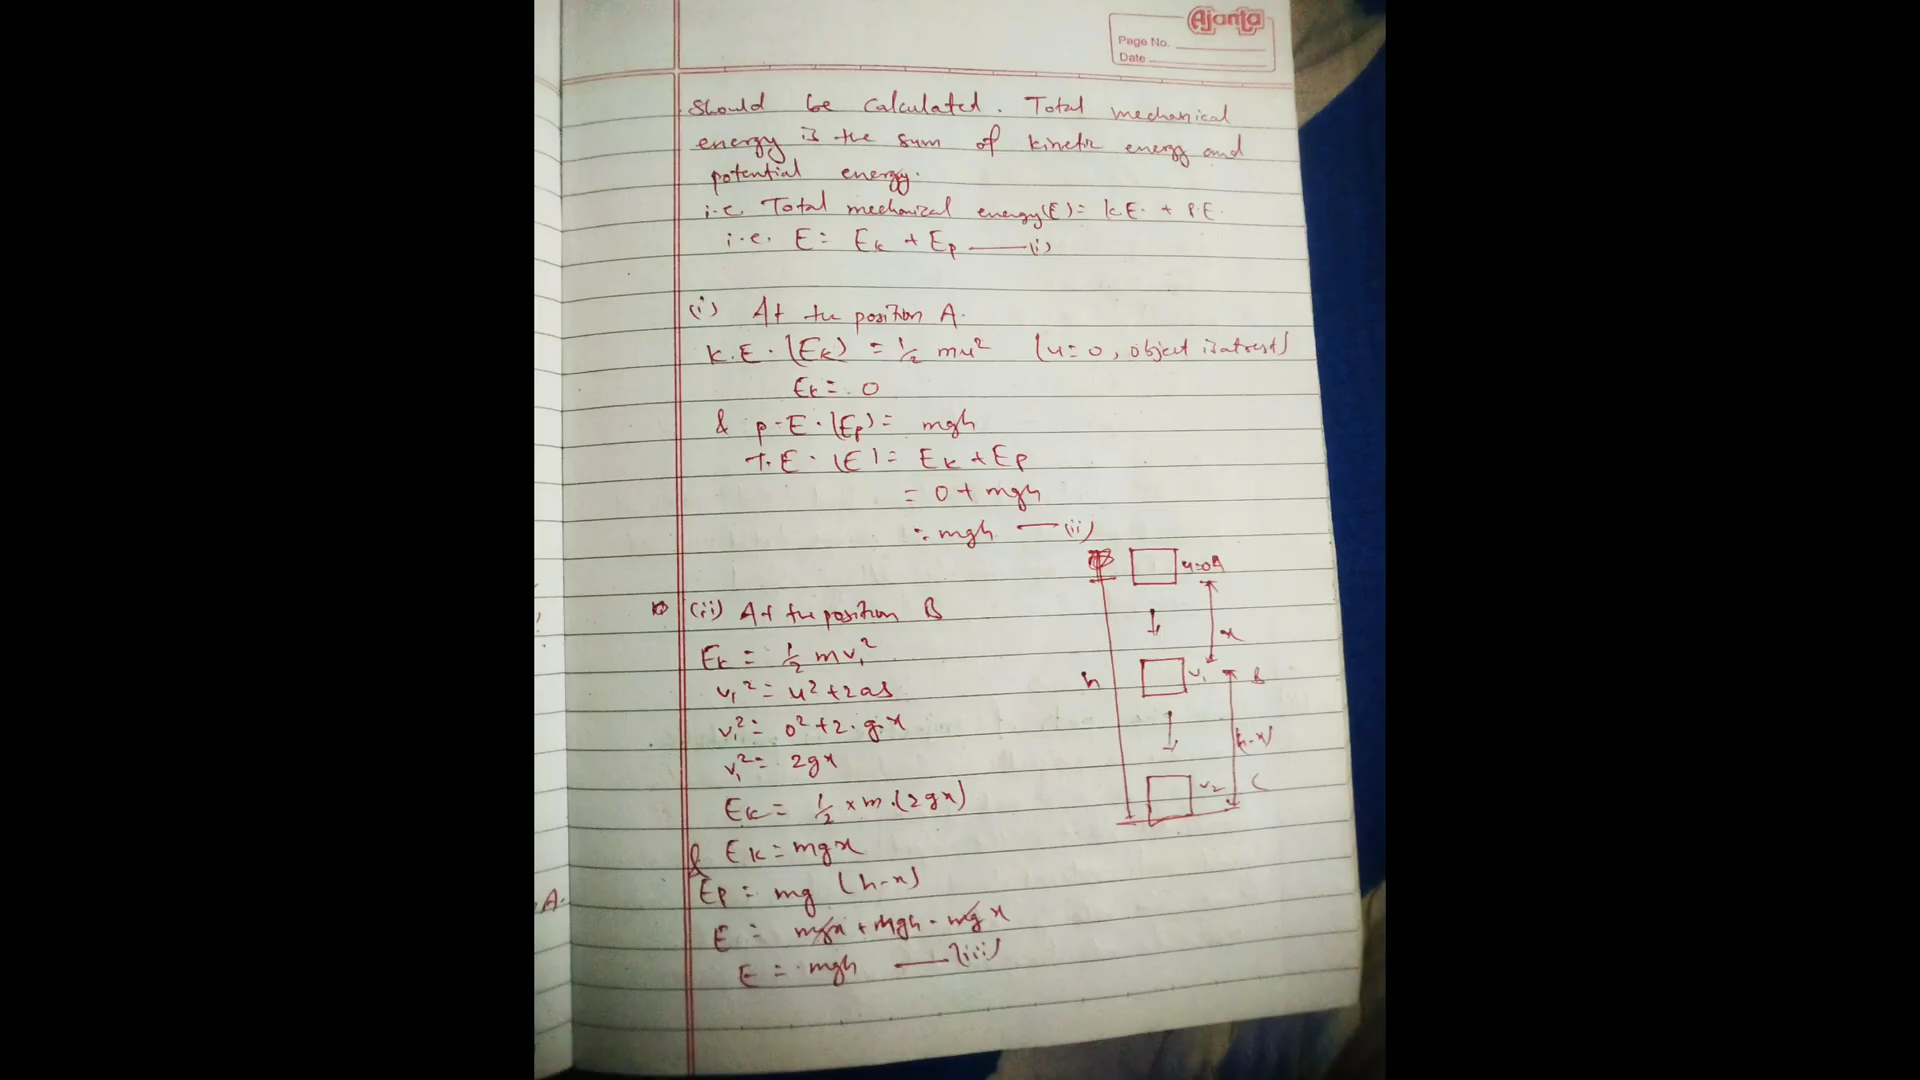 Ajanta
Page No.
Date
should be calculated. Total mechanical
energy is the sum of kinetic energy and
potential energy.
i.e. Total mechanical energy(E) = k.E. + P.E.
i.e. E = Ek + Ep —— (i)
(i) At the position A.
K.E. (Ek) = 1/2 mu² (u = 0, object is at rest)
Ek = 0
& p.E. (Ep) = mgh
T.E. (E) = Ek + Ep
= 0 + mgh
= mgh —— (ii)
u=0 A
x
(ii) At the position B
Ek = 1/2 mv₁²
v₁² = u² + 2as
h
v₁
B
v₁² = 0² + 2.g.x
(h-x)
v₁² = 2gx
v₂
C
Ek = 1/2 × m.(2gx)
& Ek = mgx
Ep = mg (h-x)
A.
E = mgx + mgh - mgx
E = mgh —— (iii)